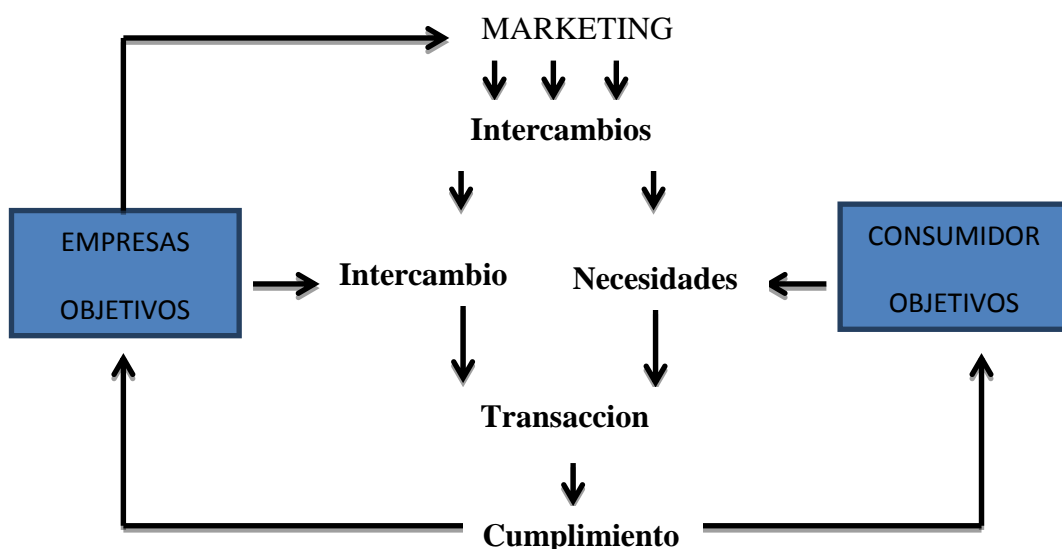 MARKETING
Intercambios
EMPRESAS
OBJETIVOS
Intercambio
Necesidades
CONSUMIDOR
OBJETIVOS
Transaccion
Cumplimiento